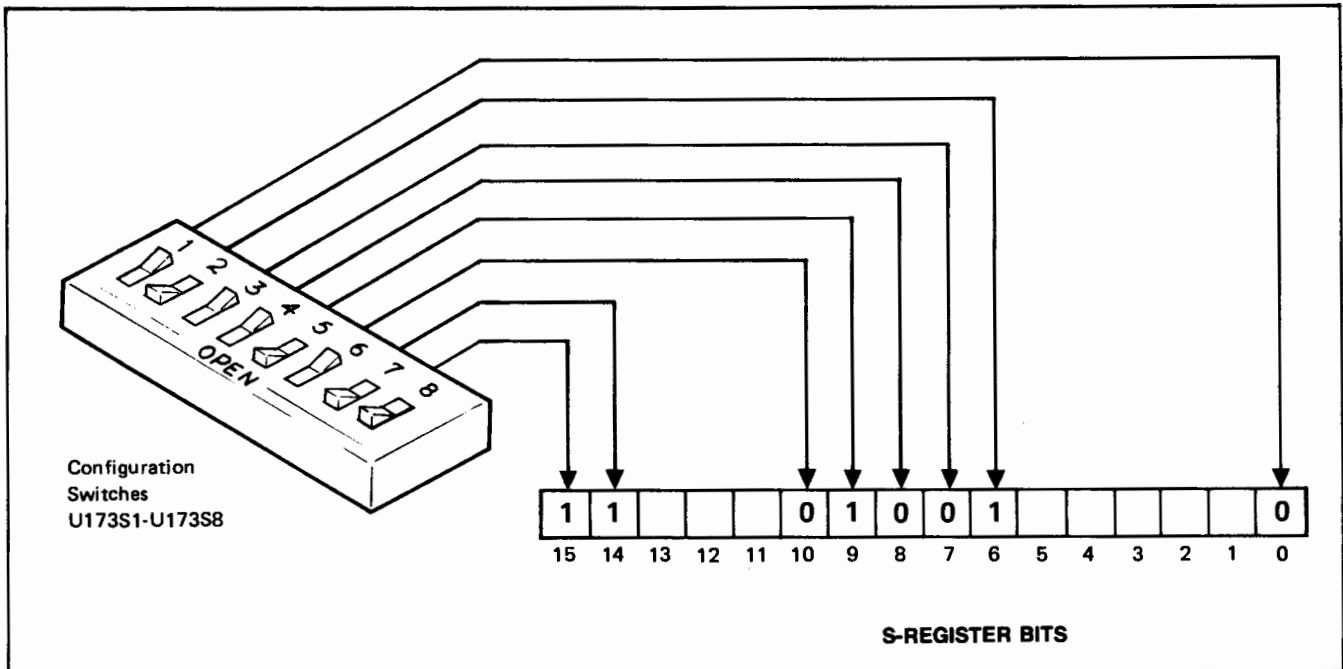 1 2 3 4 5 6 7 8
OPEN
Configuration
Switches
U173S1-U173S8
1 1 0 1 0 0 1 0
15 14 13 12 11 10 9 8 7 6 5 4 3 2 1 0
S-REGISTER BITS